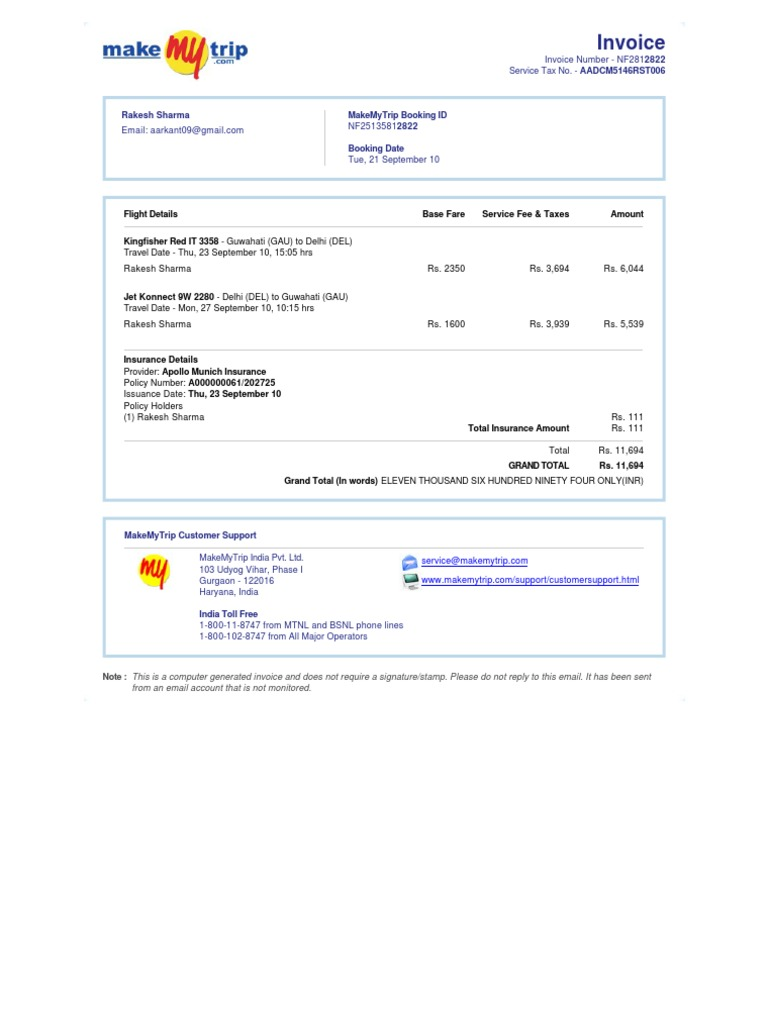 make my trip .com
Invoice
Invoice Number - NF2812822
Service Tax No. - AADCM5146RST006
Rakesh Sharma
Email: aarkant09@gmail.com
MakeMyTrip Booking ID
NF25135812822
Booking Date
Tue, 21 September 10
Flight Details Base Fare Service Fee & Taxes Amount
Kingfisher Red IT 3358 - Guwahati (GAU) to Delhi (DEL)
Travel Date - Thu, 23 September 10, 15:05 hrs
Rakesh Sharma Rs. 2350 Rs. 3,694 Rs. 6,044
Jet Konnect 9W 2280 - Delhi (DEL) to Guwahati (GAU)
Travel Date - Mon, 27 September 10, 10:15 hrs
Rakesh Sharma Rs. 1600 Rs. 3,939 Rs. 5,539
Insurance Details
Provider: Apollo Munich Insurance
Policy Number: A000000061/202725
Issuance Date: Thu, 23 September 10
Policy Holders
(1) Rakesh Sharma Rs. 111
Total Insurance Amount Rs. 111
Total Rs. 11,694
GRAND TOTAL Rs. 11,694
Grand Total (In words) ELEVEN THOUSAND SIX HUNDRED NINETY FOUR ONLY(INR)
MakeMyTrip Customer Support
my
MakeMyTrip India Pvt. Ltd.
103 Udyog Vihar, Phase I
Gurgaon - 122016
Haryana, India
India Toll Free
1-800-11-8747 from MTNL and BSNL phone lines
1-800-102-8747 from All Major Operators
service@makemytrip.com
www.makemytrip.com/support/customersupport.html
Note : This is a computer generated invoice and does not require a signature/stamp. Please do not reply to this email. It has been sent
from an email account that is not monitored.